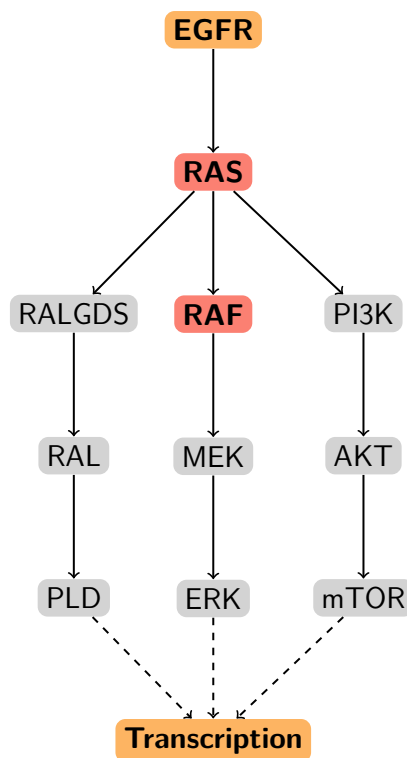 EGFR
RAS
RALGDS RAF PI3K
RAL MEK AKT
PLD ERK mTOR
Transcription